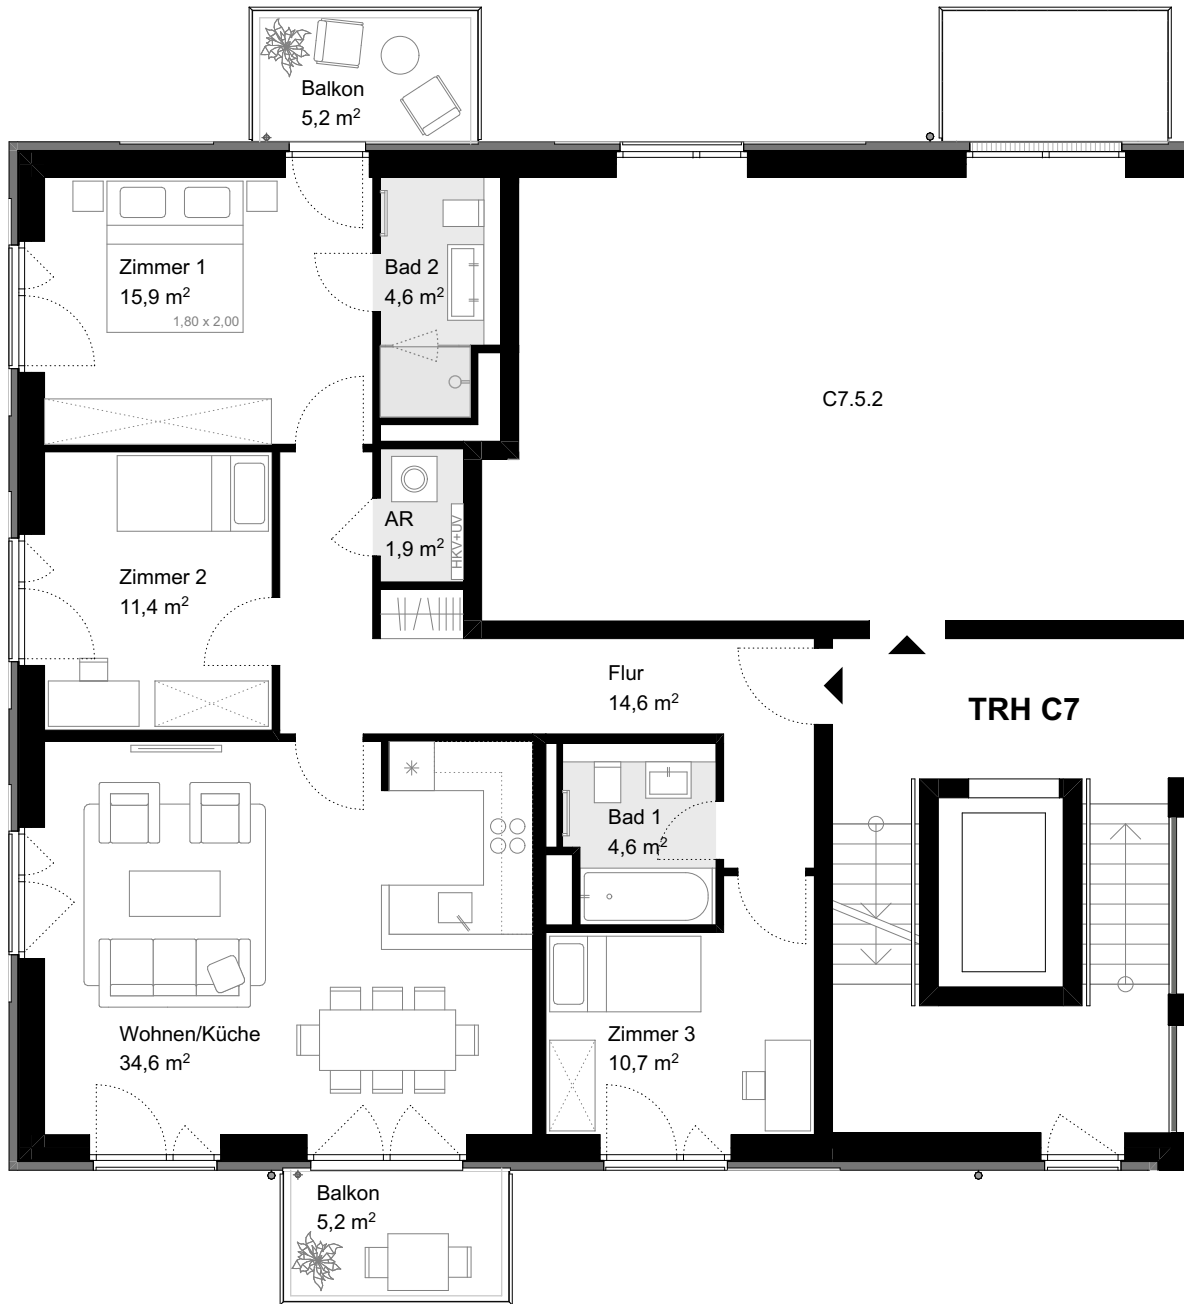 Balkon
5,2 m²
Zimmer 1
15,9 m²
1,80 x 2,00
Bad 2
4,6 m²
C7.5.2
AR
1,9 m²
HKV+UV
Zimmer 2
11,4 m²
Flur
14,6 m²
TRH C7
Bad 1
4,6 m²
Wohnen/Küche
34,6 m²
Zimmer 3
10,7 m²
Balkon
5,2 m²